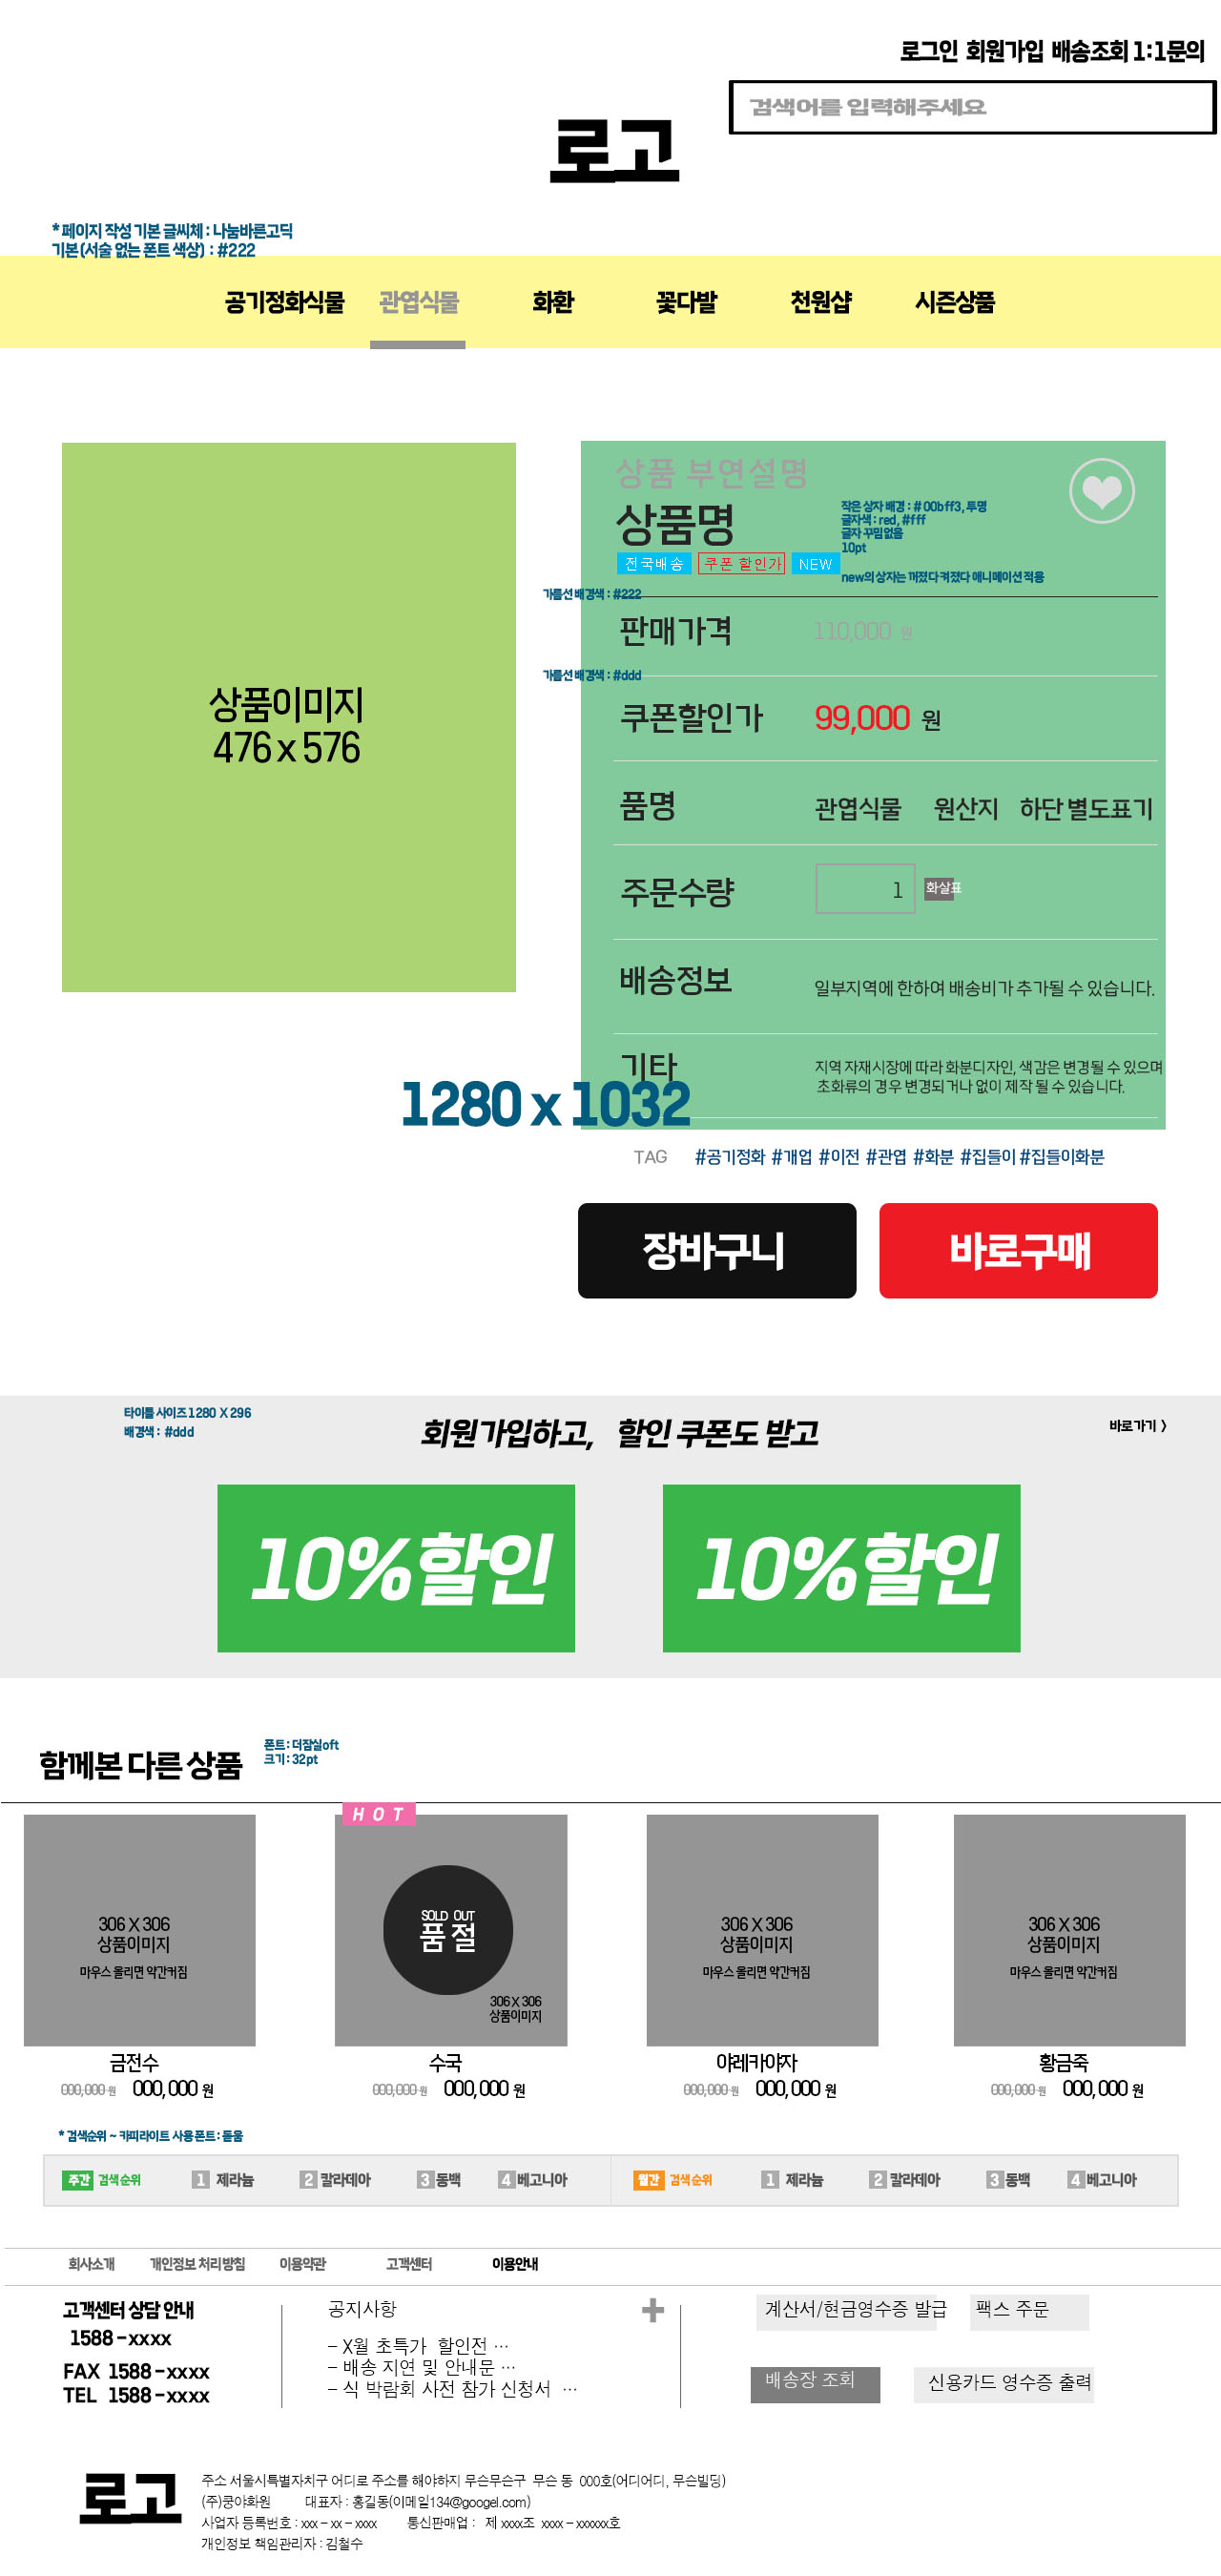 로그인 회원가입 배송조회 1:1문의
검색어를 입력해주세요
로고
* 페이지 작성 기본 글씨체 : 나눔바른고딕
기본 (서술 없는 폰트 색상) : #222
공기정화식물 관엽식물 화환 꽃다발 천원샵 시즌상품
상품이미지
476 x 576
상품 부연설명
상품명
전국배송 쿠폰 할인가 NEW
작은 상자 배경 : # 00bff3, 투명
글자색 : red, #fff
글자 꾸밈없음
10pt
new의 상자는 꺼졌다 켜졌다 애니메이션 적용
가름선 배경색 : #222
판매가격 110,000 원
가름선 배경색 : #ddd
쿠폰할인가 99,000 원
품명 관엽식물 원산지 하단 별도표기
주문수량 1 화살표
배송정보 일부지역에 한하여 배송비가 추가될 수 있습니다.
기타 지역 자재시장에 따라 화분디자인, 색감은 변경될 수 있으며
초화류의 경우 변경되거나 없이 제작 될 수 있습니다.
1280 x 1032
TAG #공기정화 #개업 #이전 #관엽 #화분 #집들이 #집들이화분
장바구니 바로구매
타이틀 사이즈 1280 X 296
배경색 : #ddd
회원가입하고, 할인 쿠폰도 받고
바로가기 >
10%할인 10%할인
함께본 다른 상품
폰트 : 더잠실oft
크기 : 32pt
306 X 306
상품이미지
마우스 올리면 약간커짐
HOT
SOLD OUT
품절
306 X 306
상품이미지
306 X 306
상품이미지
마우스 올리면 약간커짐
306 X 306
상품이미지
마우스 올리면 약간커짐
금전수 수국 야레카야자 황금죽
000,000 원 000,000 원 000,000 원 000,000 원 000,000 원 000,000 원 000,000 원 000,000 원
* 검색순위 ~ 카피라이트 사용 폰트 : 돋움
주간 검색 순위 1 제라늄 2 칼라데아 3 동백 4 베고니아 월간 검색 순위 1 제라늄 2 칼라데아 3 동백 4 베고니아
회사소개 개인정보 처리방침 이용약관 고객센터 이용안내
고객센터 상담 안내
1588 - xxxx
FAX 1588 - xxxx
TEL 1588 - xxxx
공지사항
- X월 초특가 할인전 ...
- 배송 지연 및 안내문 ...
- 식 박람회 사전 참가 신청서 ...
계산서/현금영수증 발급 팩스 주문
배송장 조회 신용카드 영수증 출력
로고
주소 서울시특별자치구 어디로 주소를 해야하지 무슨무슨구 무슨 동 000호(어디어디, 무슨빌딩)
(주)쿵야화원 대표자 : 홍길동(이메일134@googel.com)
사업자 등록번호 : xxx - xx - xxxx 통신판매업 : 제 xxxx조 xxxx - xxxxxx호
개인정보 책임관리자 : 김철수